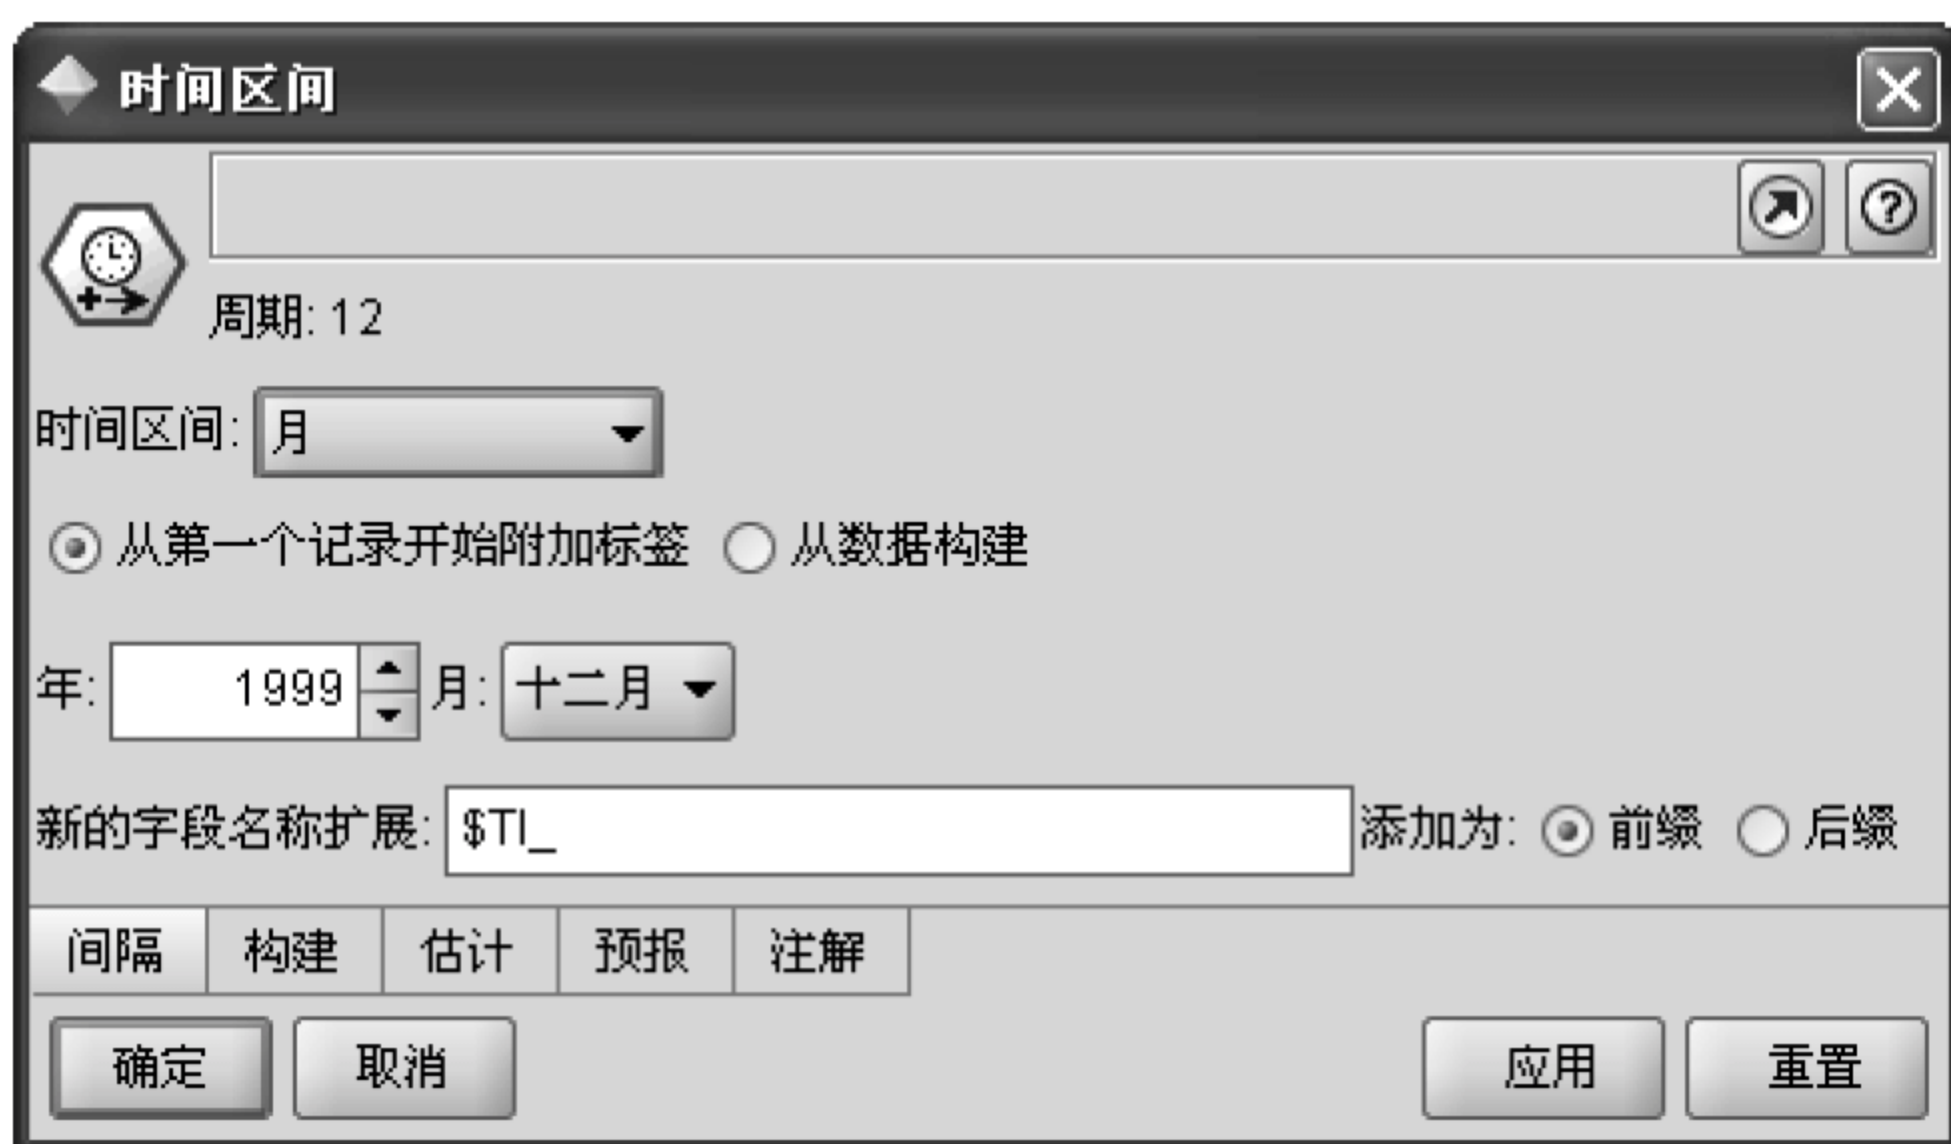 时间区间
周期: 12
时间区间: 月
从第一个记录开始附加标签 从数据构建
年: 1999 月: 十二月
新的字段名称扩展: $TI_ 添加为: 前缀 后缀
间隔 构建 估计 预报 注解
确定 取消 应用 重置